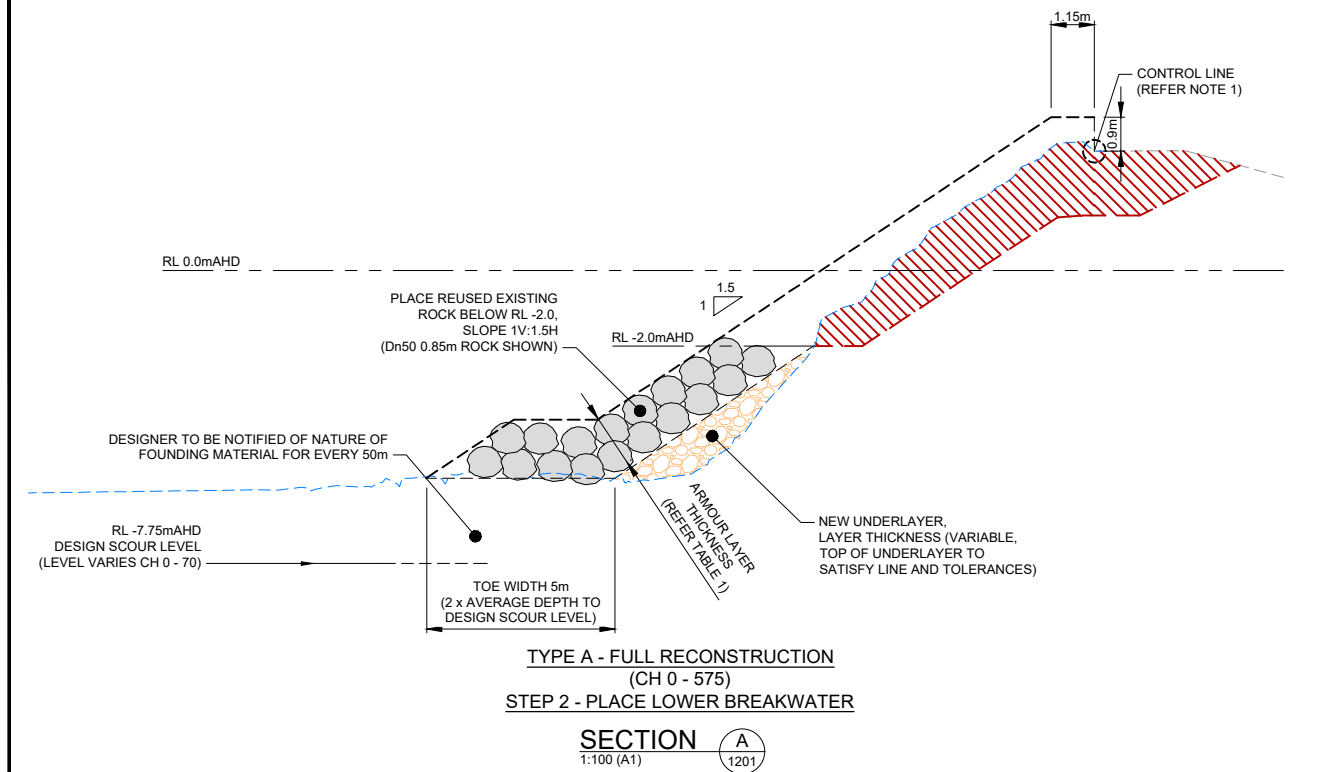 1.15m
CONTROL LINE
(REFER NOTE 1)
0.9m
RL 0.0mAHD
1.5
1
PLACE REUSED EXISTING
ROCK BELOW RL -2.0,
SLOPE 1V:1.5H
(Dn50 0.85m ROCK SHOWN)
RL -2.0mAHD
DESIGNER TO BE NOTIFIED OF NATURE OF
FOUNDING MATERIAL FOR EVERY 50m
ARMOUR LAYER
THICKNESS
(REFER TABLE 1)
NEW UNDERLAYER,
LAYER THICKNESS (VARIABLE,
TOP OF UNDERLAYER TO
SATISFY LINE AND TOLERANCES)
RL -7.75mAHD
DESIGN SCOUR LEVEL
(LEVEL VARIES CH 0 - 70)
TOE WIDTH 5m
(2 x AVERAGE DEPTH TO
DESIGN SCOUR LEVEL)
TYPE A - FULL RECONSTRUCTION
(CH 0 - 575)
STEP 2 - PLACE LOWER BREAKWATER
SECTION
1:100 (A1)
A
1201